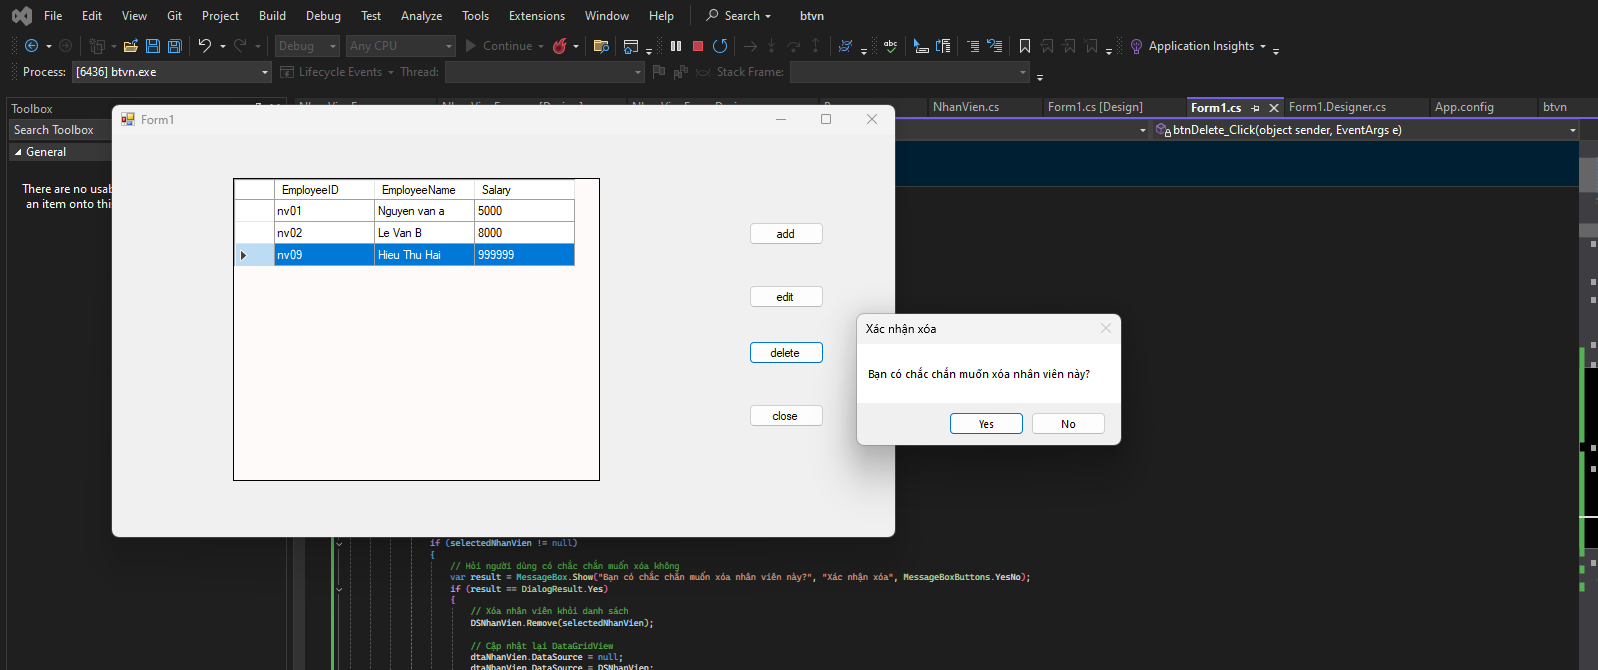 File Edit View Git Project Build Debug Test Analyze Tools Extensions Window Help Search btvn
Debug Any CPU Continue Application Insights
Process: [6436] btvn.exe Lifecycle Events Thread: Stack Frame:
Toolbox
NhanVien.cs Form1.cs [Design] Form1.cs Form1.Designer.cs App.config btvn
Search Toolbox
btnDelete_Click(object sender, EventArgs e)
General
There are no usab
an item onto thi
Form1
EmployeeID EmployeeName Salary
nv01 Nguyen van a 5000
nv02 Le Van B 8000
nv09 Hieu Thu Hai 999999
add
edit
delete
close
Xác nhận xóa
Bạn có chắc chắn muốn xóa nhân viên này?
Yes No
if (selectedNhanVien != null)
{
// Hỏi người dùng có chắc chắn muốn xóa không
var result = MessageBox.Show("Bạn có chắc chắn muốn xóa nhân viên này?", "Xác nhận xóa", MessageBoxButtons.YesNo);
if (result == DialogResult.Yes)
{
// Xóa nhân viên khỏi danh sách
DSNhanVien.Remove(selectedNhanVien);
// Cập nhật lại DataGridView
dtaNhanVien.DataSource = null;
dtaNhanVien.DataSource = DSNhanVien;